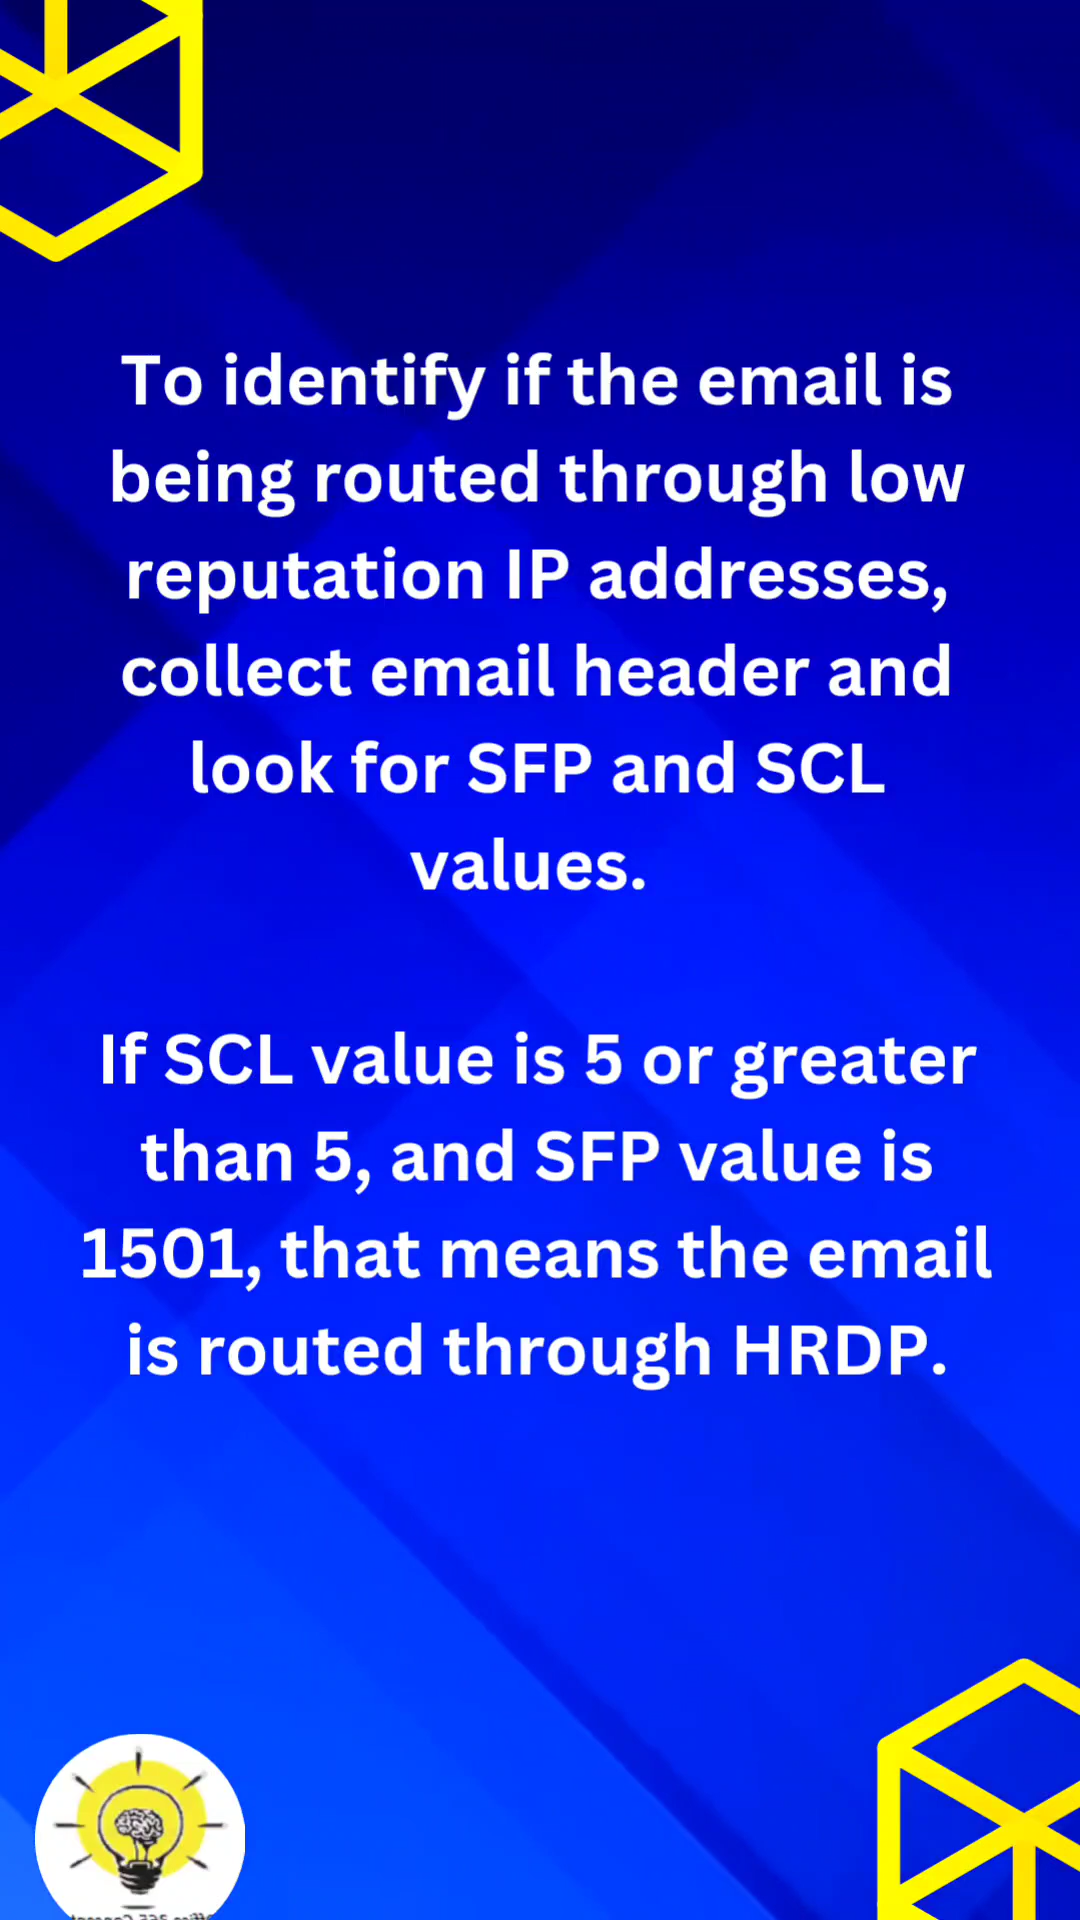 To identify if the email is
being routed through low
reputation IP addresses,
collect email header and
look for SFP and SCL
values.
If SCL value is 5 or greater
than 5, and SFP value is
1501, that means the email
is routed through HRDP.